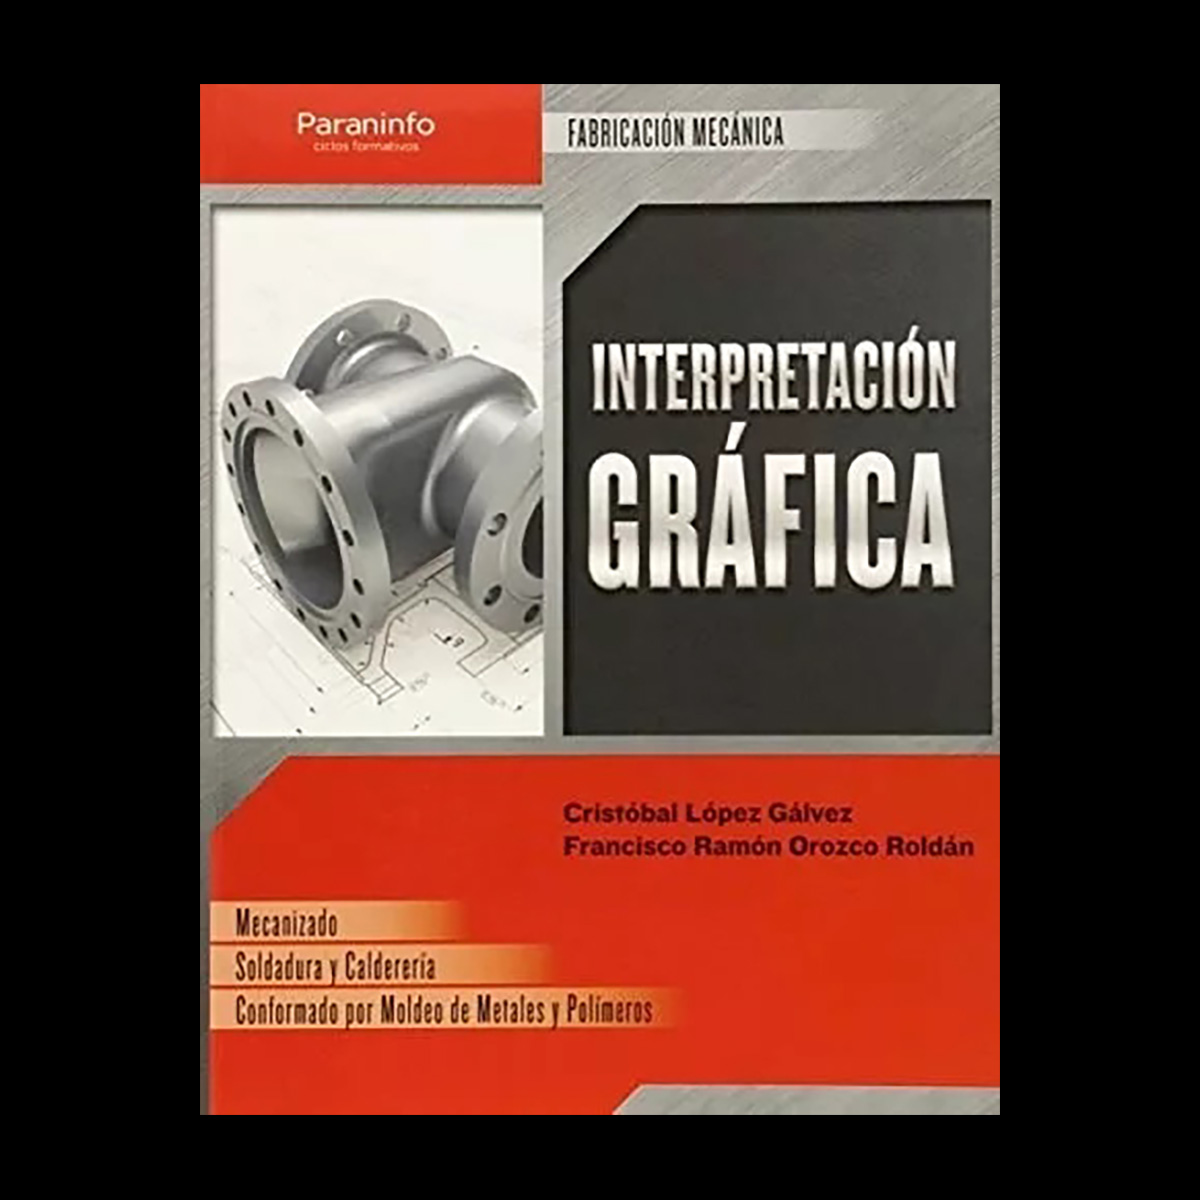 Paraninfo
ciclos formativos
FABRICACIÓN MECÁNICA
INTERPRETACIÓN
GRÁFICA
Cristóbal López Gálvez
Francisco Ramón Orozco Roldán
Mecanizado
Soldadura y Calderería
Conformado por Moldeo de Metales y Polímeros